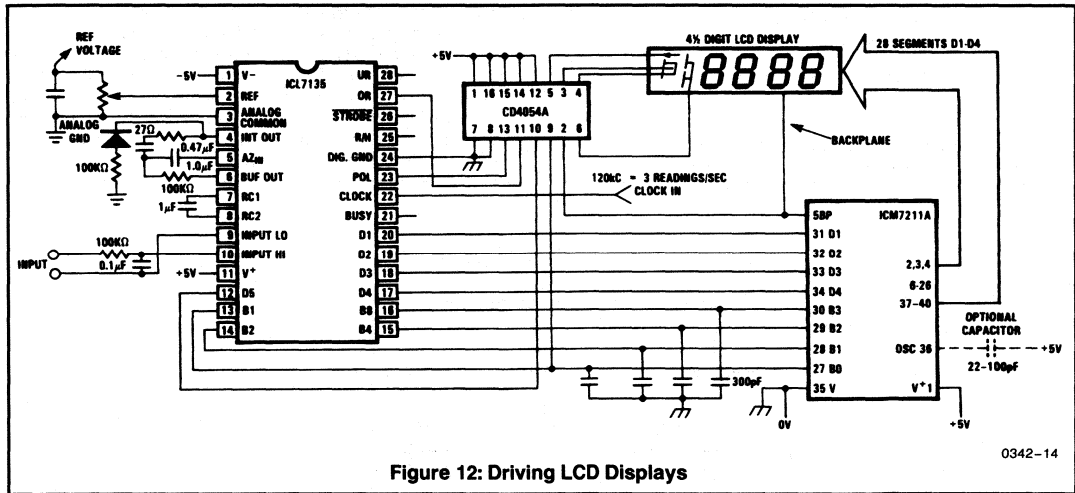 REF
VOLTAGE
ANALOG
GND
27Ω
0.47μF
1.0μF
100KΩ
100KΩ
1μF
100KΩ
0.1μF
INPUT
-5V
+5V
ICL7135
1 V-
2 REF
3 ANALOG
COMMON
4 INT OUT
5 AZIN
6 BUF OUT
7 RC1
8 RC2
9 INPUT LO
10 INPUT HI
11 V+
12 D5
13 B1
14 B2
UR 28
OR 27
STROBE 26
R/H 25
DIG. GND 24
POL 23
CLOCK 22
BUSY 21
D1 20
D2 19
D3 18
D4 17
B8 16
B4 15
+5V
1 16 15 14 12 5 3 4
CD4054A
7 8 13 11 10 9 2 6
4½ DIGIT LCD DISPLAY
8888
28 SEGMENTS D1-D4
BACKPLANE
120kC = 3 READINGS/SEC
CLOCK IN
300pF
0V
ICM7211A
5BP
31 D1
32 D2
33 D3
34 D4
30 B3
29 B2
28 B1
27 B0
35 V
2,3,4
6-26
37-40
OSC 36
V+1
OPTIONAL
CAPACITOR
22-100pF
+5V
+5V
0342-14
Figure 12: Driving LCD Displays